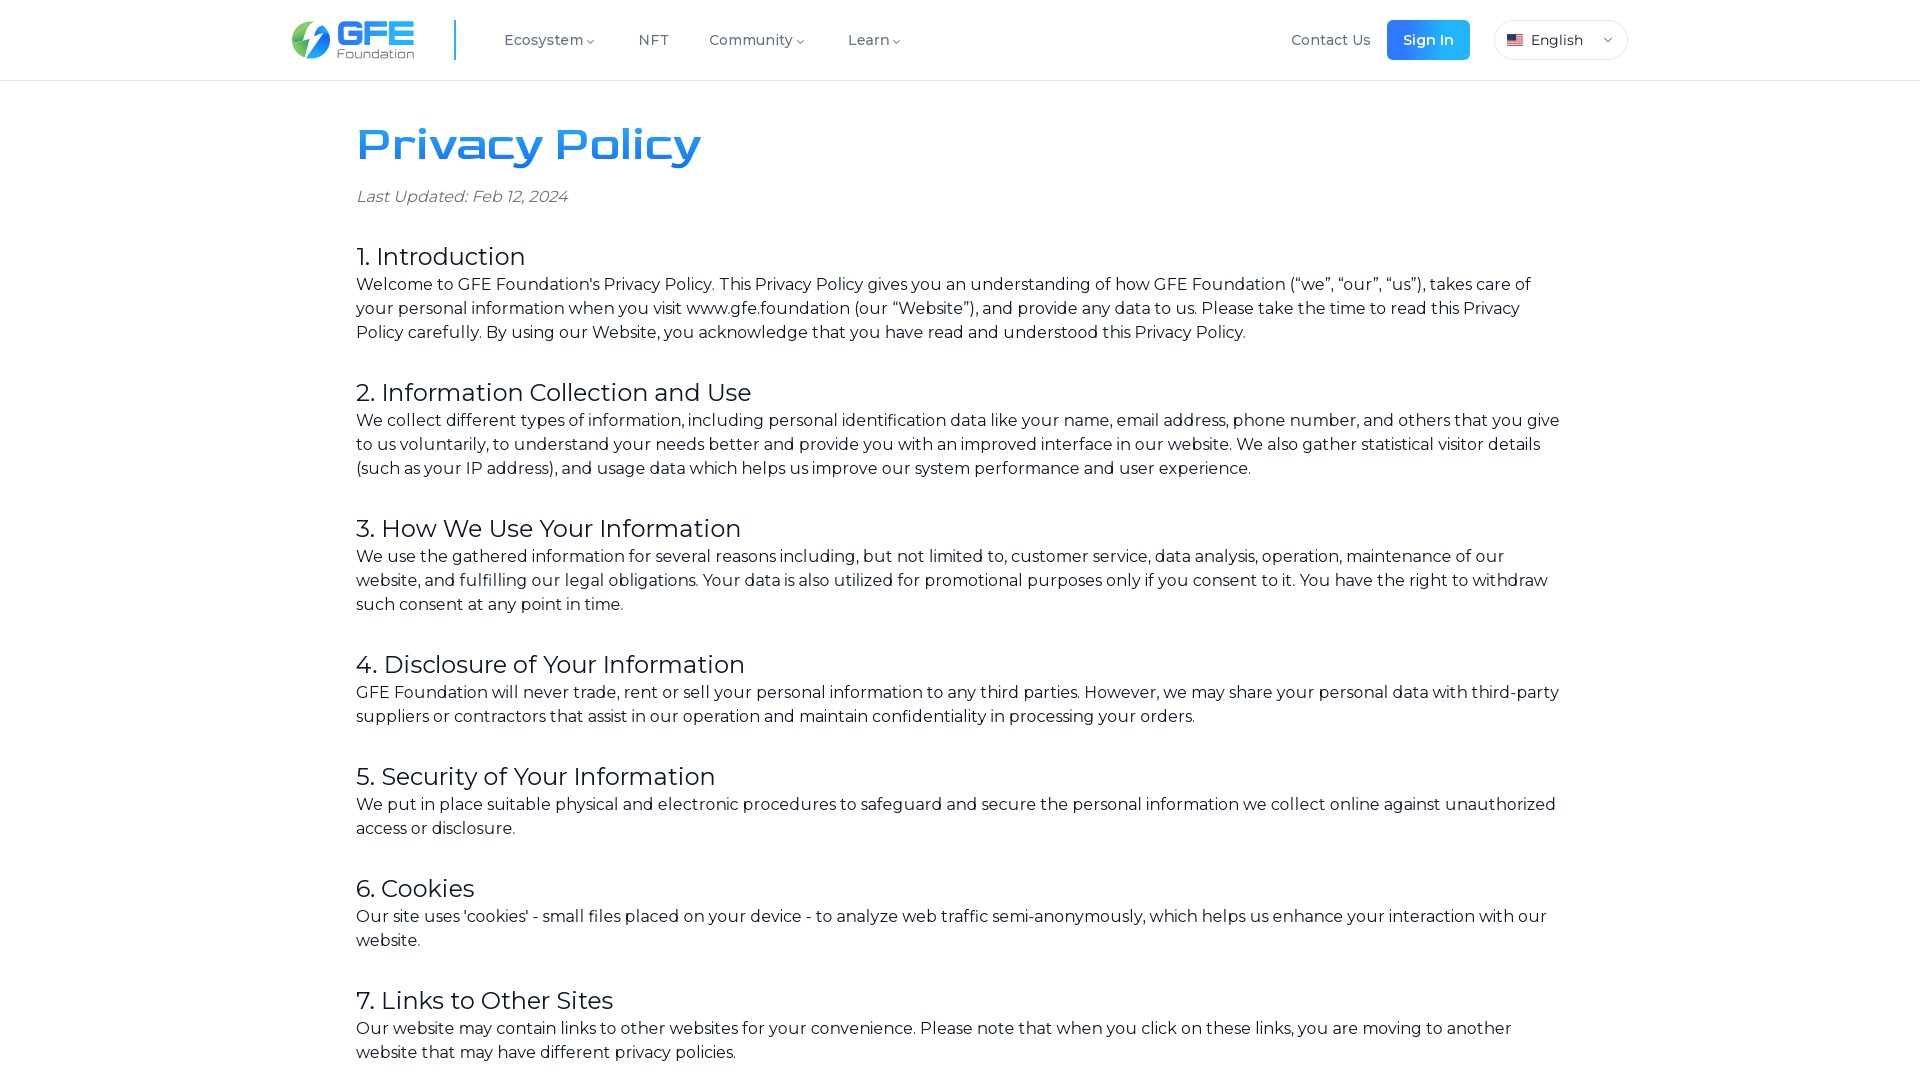 GFE
Foundation
Ecosystem
NFT
Community
Learn
Contact Us
Sign In
English
Privacy Policy
Last Updated: Feb 12, 2024
1. Introduction
Welcome to GFE Foundation's Privacy Policy. This Privacy Policy gives you an understanding of how GFE Foundation (“we”, “our”, “us”), takes care of
your personal information when you visit www.gfe.foundation (our “Website”), and provide any data to us. Please take the time to read this Privacy
Policy carefully. By using our Website, you acknowledge that you have read and understood this Privacy Policy.
2. Information Collection and Use
We collect different types of information, including personal identification data like your name, email address, phone number, and others that you give
to us voluntarily, to understand your needs better and provide you with an improved interface in our website. We also gather statistical visitor details
(such as your IP address), and usage data which helps us improve our system performance and user experience.
3. How We Use Your Information
We use the gathered information for several reasons including, but not limited to, customer service, data analysis, operation, maintenance of our
website, and fulfilling our legal obligations. Your data is also utilized for promotional purposes only if you consent to it. You have the right to withdraw
such consent at any point in time.
4. Disclosure of Your Information
GFE Foundation will never trade, rent or sell your personal information to any third parties. However, we may share your personal data with third-party
suppliers or contractors that assist in our operation and maintain confidentiality in processing your orders.
5. Security of Your Information
We put in place suitable physical and electronic procedures to safeguard and secure the personal information we collect online against unauthorized
access or disclosure.
6. Cookies
Our site uses 'cookies' - small files placed on your device - to analyze web traffic semi-anonymously, which helps us enhance your interaction with our
website.
7. Links to Other Sites
Our website may contain links to other websites for your convenience. Please note that when you click on these links, you are moving to another
website that may have different privacy policies.